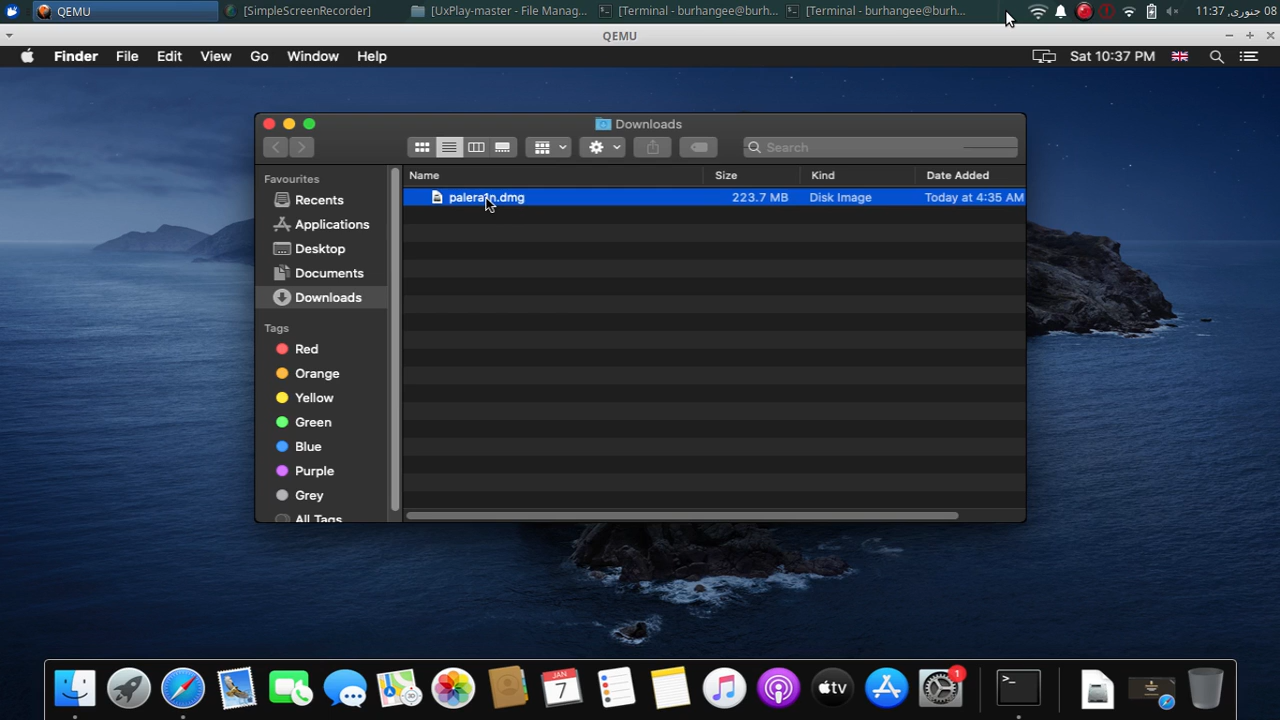 QEMU
[SimpleScreenRecorder]
[UxPlay-master - File Manag...
[Terminal - burhangee@burh...
[Terminal - burhangee@burh...
08 جنوری, 11:37
QEMU
Finder File Edit View Go Window Help
Sat 10:37 PM
Downloads
Search
Favourites
Recents
Applications
Desktop
Documents
Downloads
Tags
Red
Orange
Yellow
Green
Blue
Purple
Grey
All Tags
Name Size Kind Date Added
palera1n.dmg 223.7 MB Disk Image Today at 4:35 AM
JAN
7
tv
1